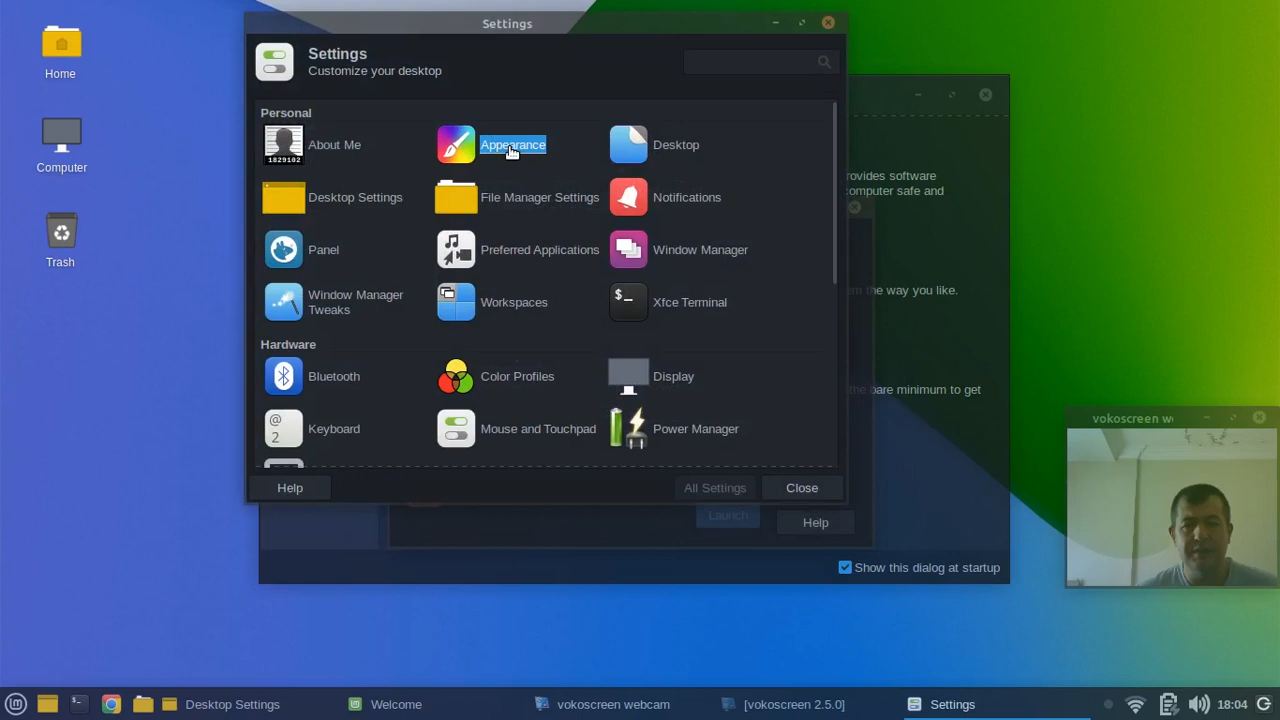 Settings
Home
Settings
Customize your desktop
Personal
About Me
1829102
Appearance
Desktop
Computer
rovides software
computer safe and
Desktop Settings
File Manager Settings
Notifications
Trash
Panel
Preferred Applications
Window Manager
m the way you like.
Window Manager
Tweaks
Workspaces
$_
Xfce Terminal
Hardware
Bluetooth
Color Profiles
Display
me bare minimum to get
Keyboard
@
2
Mouse and Touchpad
Power Manager
vokoscreen we
Help
All Settings
Close
Launch
Help
Show this dialog at startup
Desktop Settings
Welcome
vokoscreen webcam
[vokoscreen 2.5.0]
Settings
18:04